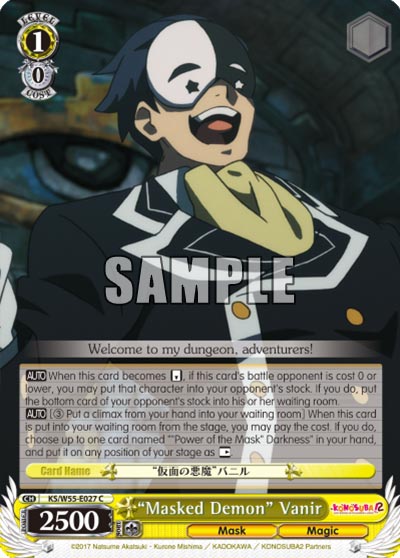 LEVEL
1
0
COST
SAMPLE
Welcome to my dungeon, adventurers!
AUTO When this card becomes [▼], if this card's battle opponent is cost 0 or
lower, you may put that character into your opponent's stock. If you do, put
the bottom card of your opponent's stock into his or her waiting room.
AUTO [③ Put a climax from your hand into your waiting room] When this card
is put into your waiting room from the stage, you may pay the cost. If you do,
choose up to one card named ""Power of the Mask" Darkness" in your hand,
and put it on any position of your stage as [▶]
Card Name
"仮面の悪魔"バニル
CH KS/W55-E027 C
2500
"Masked Demon" Vanir
KONOSUBA 2
Mask
Magic
©2017 Natsume Akatsuki・Kurone Mishima / KADOKAWA / KONOSUBA2 Partners